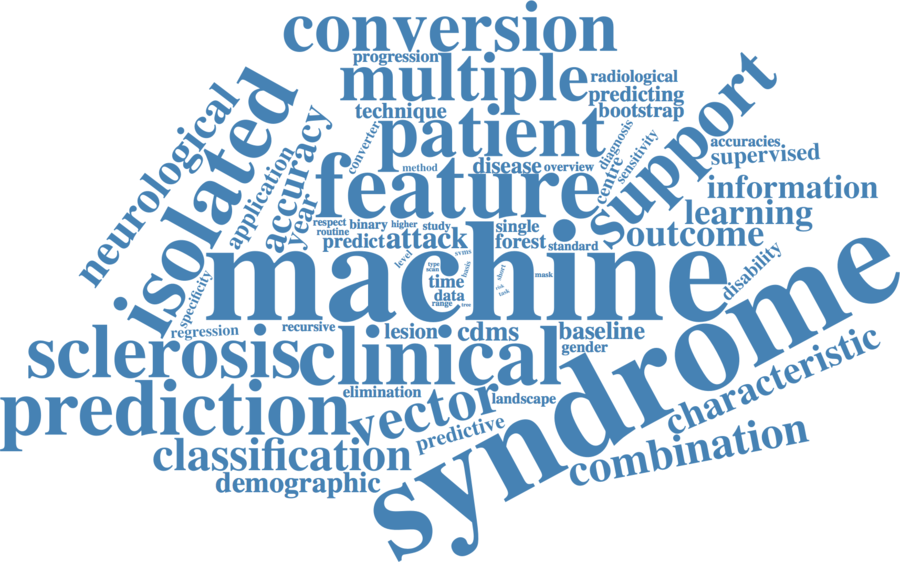 conversion
progression
multiple
radiological
predicting
bootstrap
technique
patient
neurological
isolated
accuracy
application
year
converter
method
disease
overview
diagnosis
sensitivity
centre
support
accuracies
supervised
feature
information
learning
outcome
respect
binary
higher
study
routine
predict
attack
single
forest
standard
level
svms
machine
type
scan
basis
time
data
range
tree
short
risk
task
mask
disability
specificity
regression
recursive
lesion
cdms
baseline
gender
syndrome
sclerosis
clinical
elimination
landscape
prediction
vector
predictive
characteristic
classification
combination
demographic